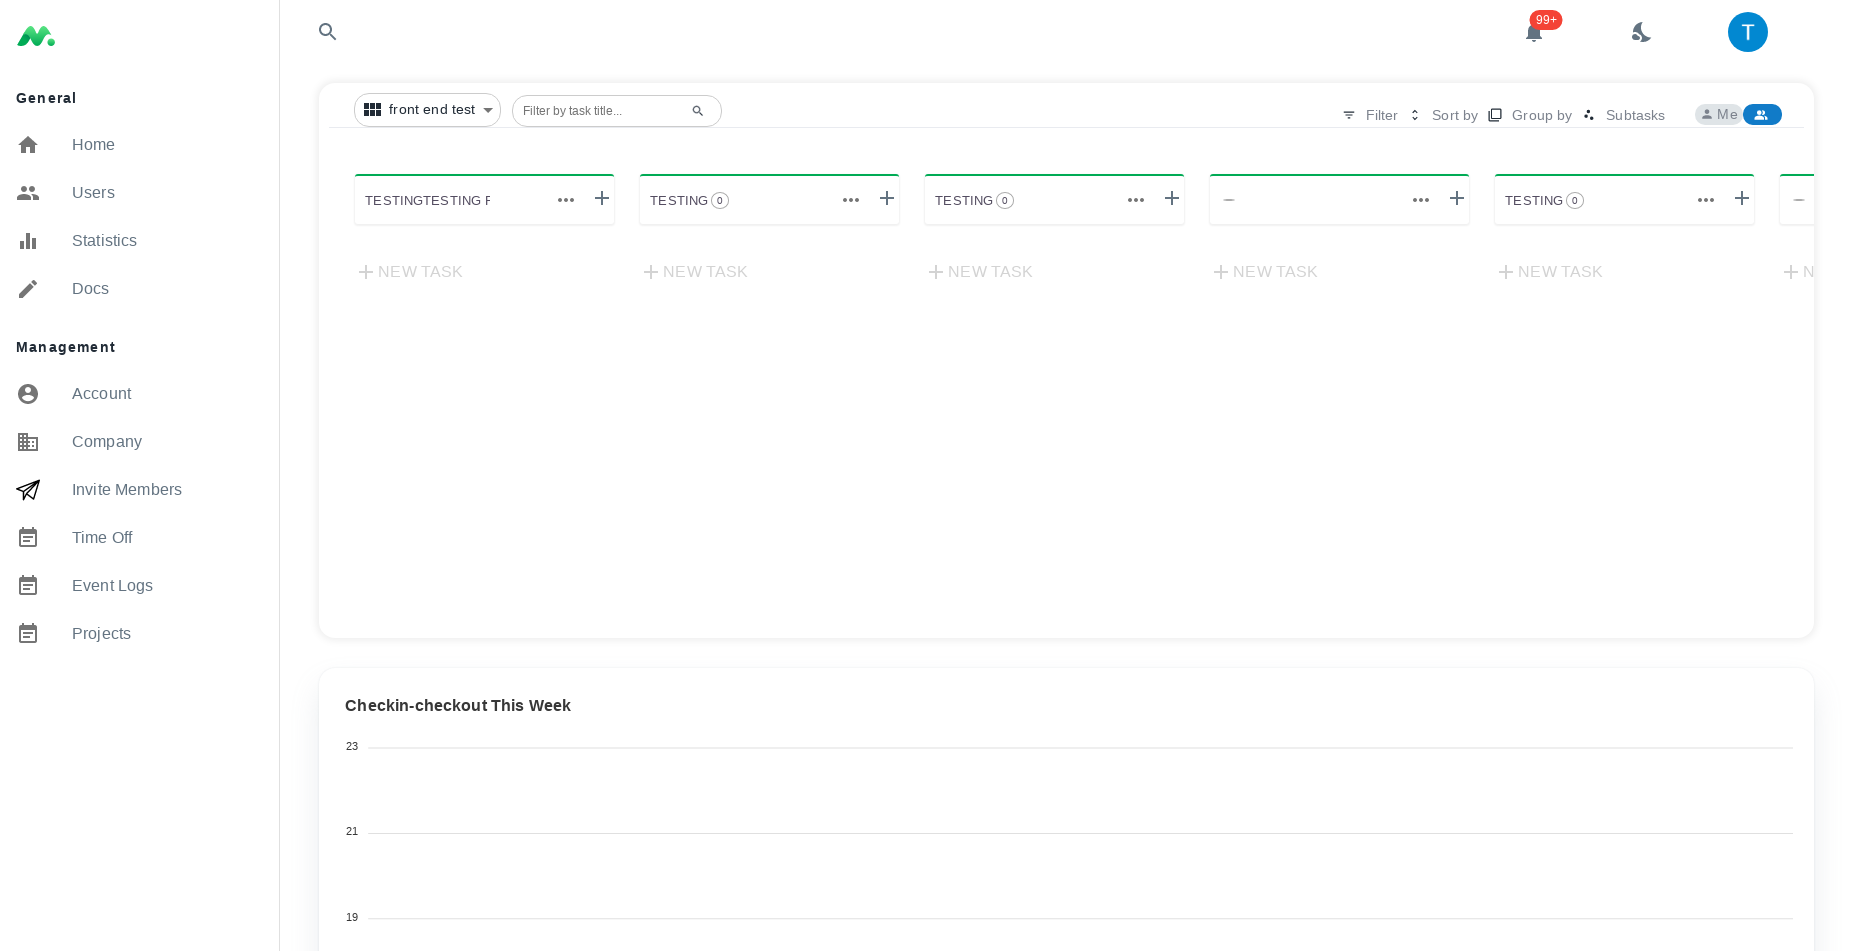 99+
T
General
Home
Users
Statistics
Docs
Management
Account
Company
Invite Members
Time Off
Event Logs
Projects
front end test
Filter by task title...
Filter
Sort by
Group by
Subtasks
Me
TESTINGTESTING
TESTING 0
TESTING 0
—
TESTING 0
—
NEW TASK
NEW TASK
NEW TASK
NEW TASK
NEW TASK
N
Checkin-checkout This Week
23
21
19